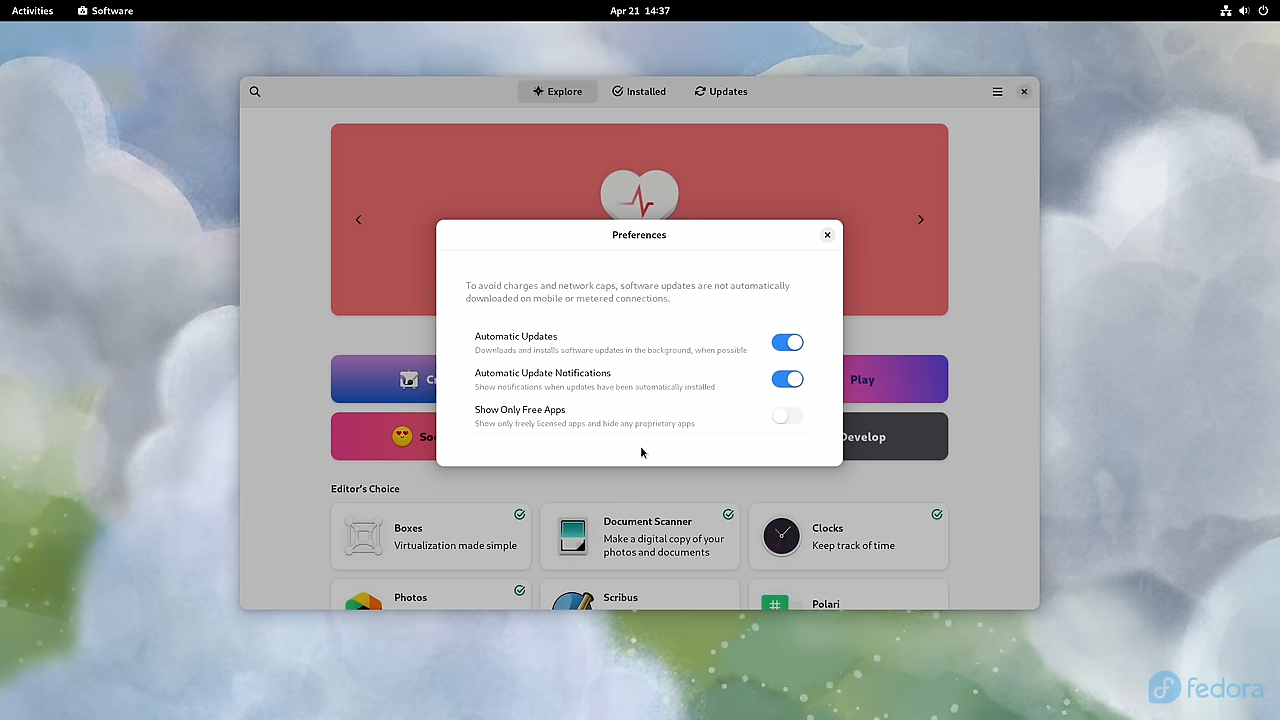 Activities
Software
Apr 21 14:37
Explore
Installed
Updates
Preferences
To avoid charges and network caps, software updates are not automatically
downloaded on mobile or metered connections.
Automatic Updates
Downloads and installs software updates in the background, when possible
Automatic Update Notifications
Show notifications when updates have been automatically installed
Show Only Free Apps
Show only freely licensed apps and hide any proprietary apps
Play
Develop
Editor's Choice
Boxes
Virtualization made simple
Document Scanner
Make a digital copy of your
photos and documents
Clocks
Keep track of time
Photos
Scribus
Polari
fedora